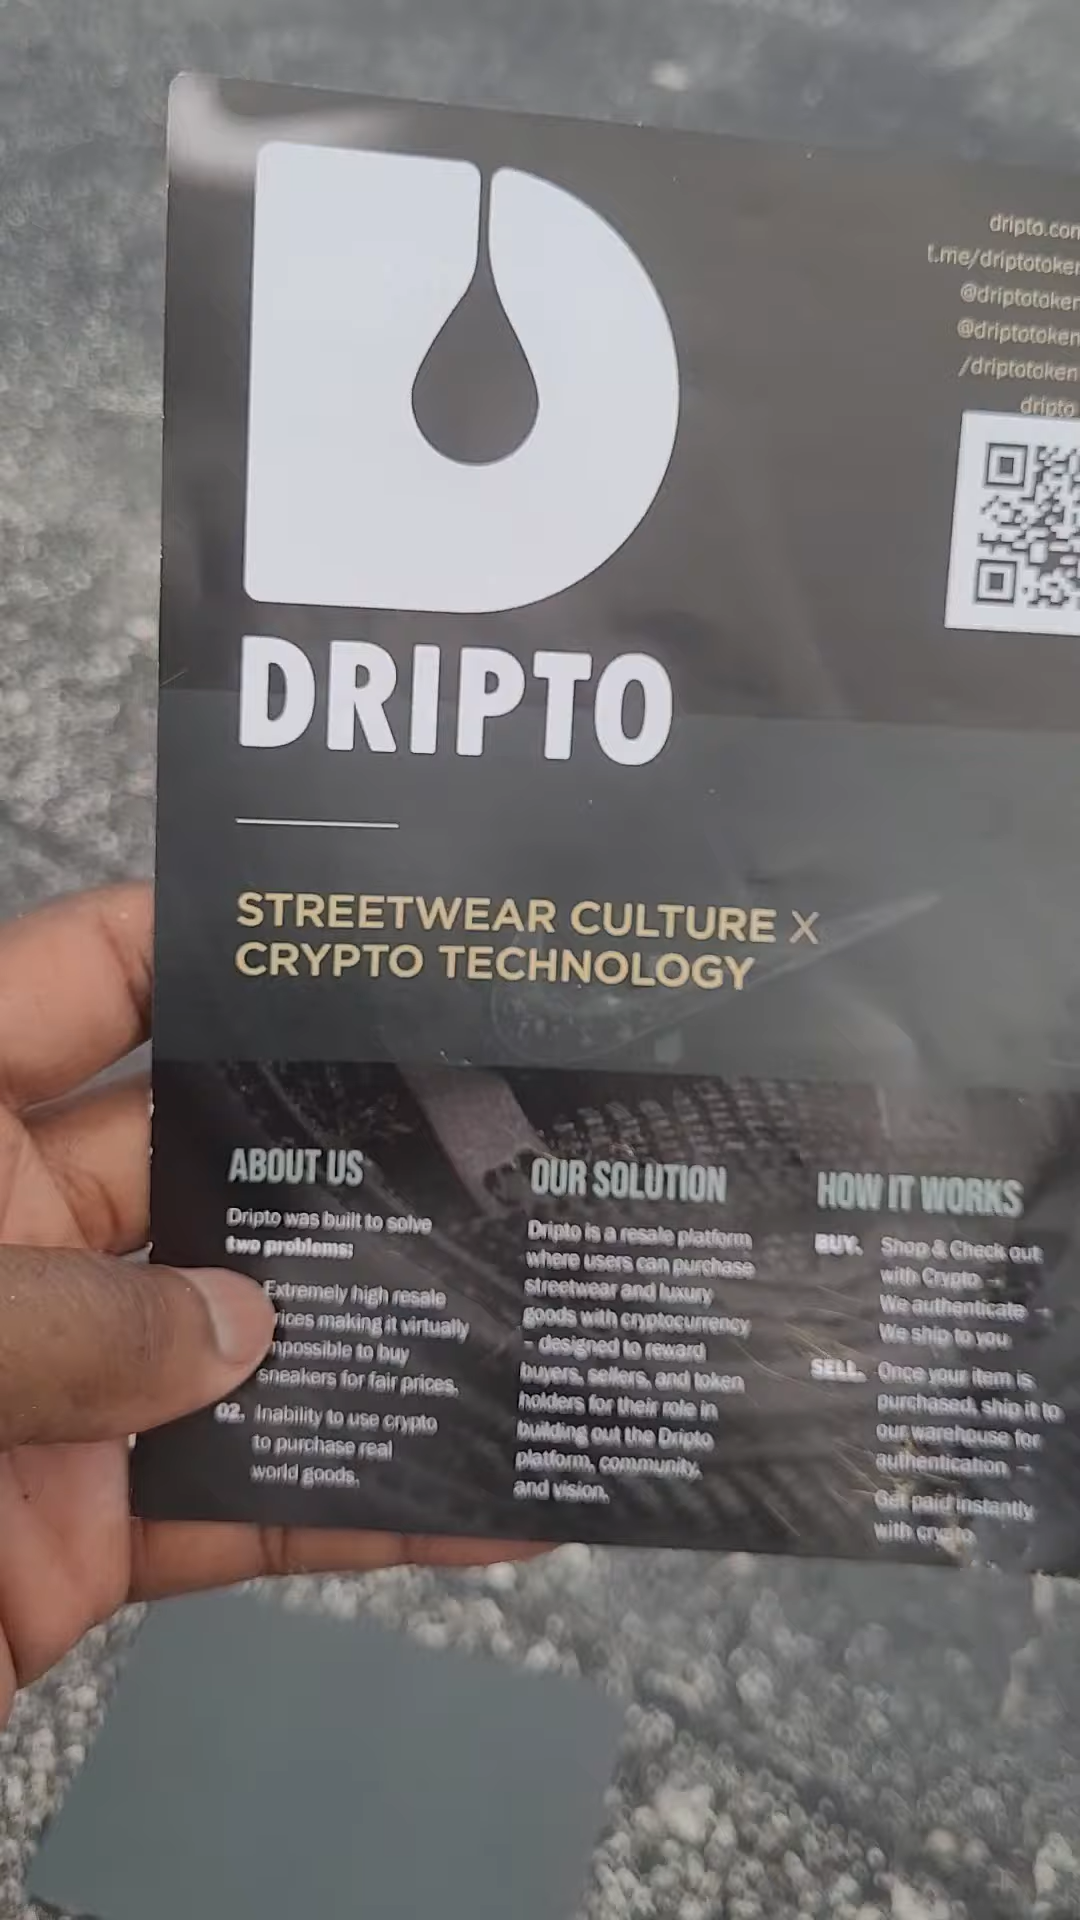 dripto.com
t.me/driptotoken
@driptotoken
@driptotoken
/driptotoken
dripto
DRIPTO
STREETWEAR CULTURE X
CRYPTO TECHNOLOGY
ABOUT US
Dripto was built to solve
two problems:
Extremely high resale
rices making it virtually
mpossible to buy
sneakers for fair prices.
02. Inability to use crypto
to purchase real
world goods.
OUR SOLUTION
Dripto is a resale platform
where users can purchase
streetwear and luxury
goods with cryptocurrency
– designed to reward
buyers, sellers, and token
holders for their role in
building out the Dripto
platform, community,
and vision.
HOW IT WORKS
BUY. Shop & Check out
with Crypto →
We authenticate →
We ship to you
SELL. Once your item is
purchased, ship it to
our warehouse for
authentication →
Get paid instantly
with crypto